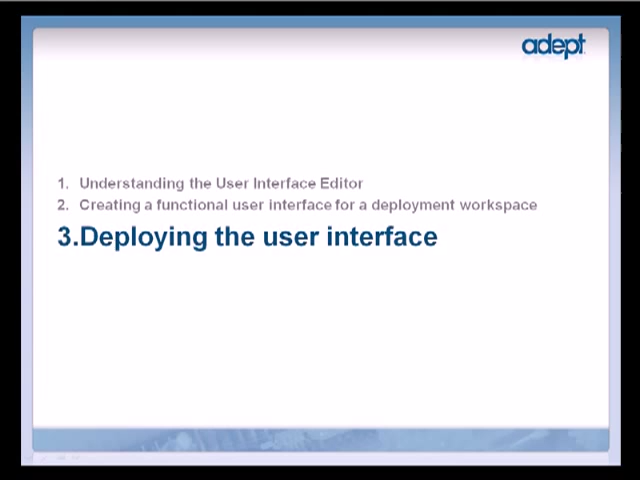 adept
1. Understanding the User Interface Editor
2. Creating a functional user interface for a deployment workspace
3.Deploying the user interface